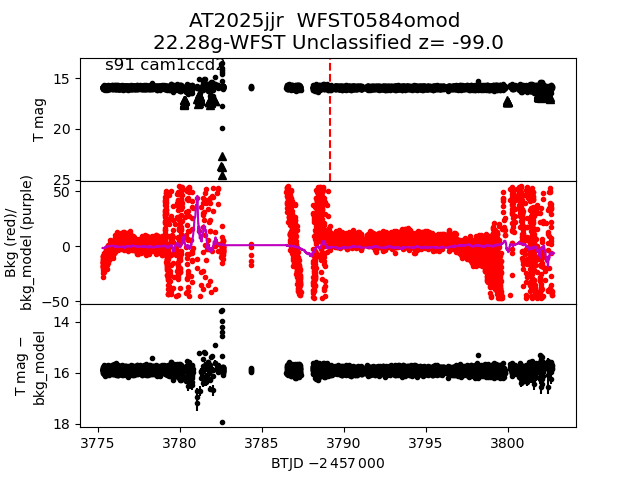 AT2025jjr  WFST0584omod
22.28g-WFST Unclassified z= -99.0
s91 cam1ccd2
15
20
25
T mag
50
0
−50
Bkg (red)/
bkg_model (purple)
14
16
18
T mag −
bkg_model
3775 3780 3785 3790 3795 3800
BTJD −2 457 000